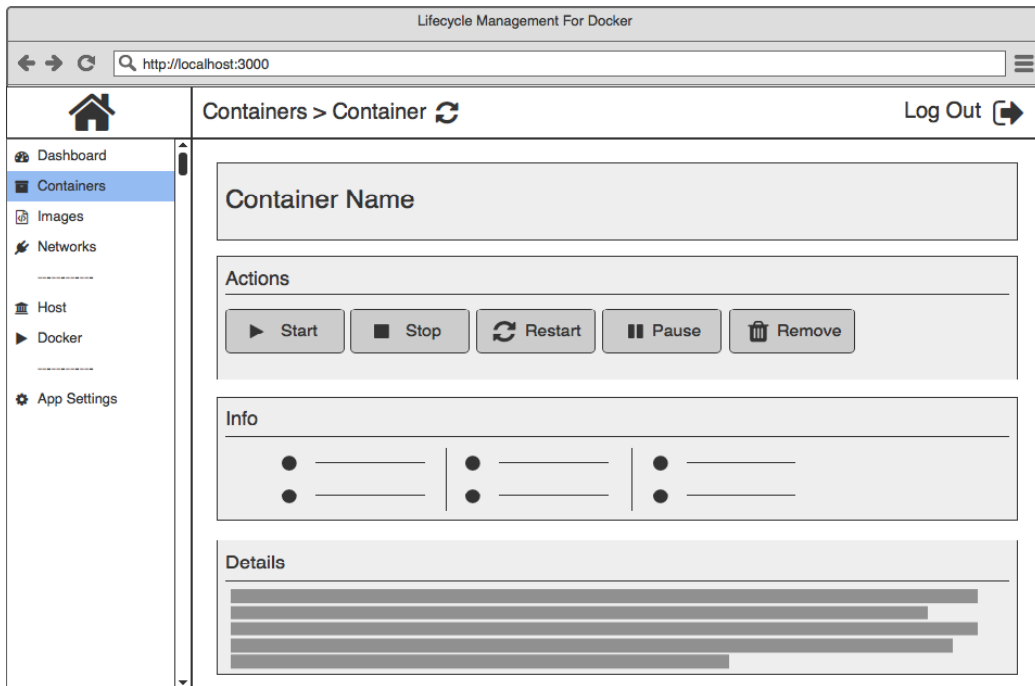 Lifecycle Management For Docker
http://localhost:3000
Containers > Container
Log Out
Dashboard
Containers
Images
Networks
-------------
Host
Docker
-------------
App Settings
Container Name
Actions
Start
Stop
Restart
Pause
Remove
Info
Details